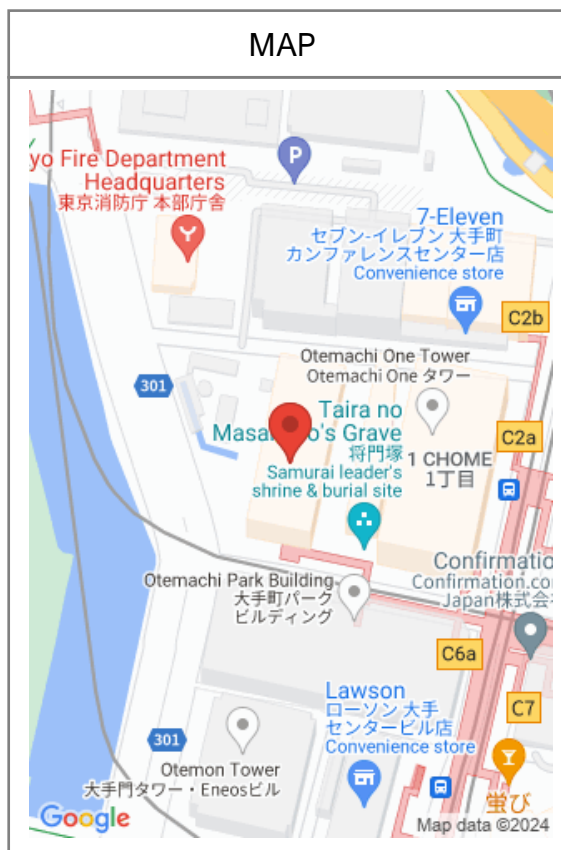 MAP
yo Fire Department
Headquarters
東京消防庁 本部庁舎
P
7-Eleven
セブン-イレブン 大手町
カンファレンスセンター店
Convenience store
C2b
Otemachi One Tower
Otemachi One タワー
301
Taira no
Masa o's Grave
将門塚
Samurai leader's
shrine & burial site
C2a
1 CHOME
1丁目
Confirmatio
Confirmation.co
Japan株式会
Otemachi Park Building
大手町パーク
ビルディング
C6a
C7
Lawson
ローソン 大手
センタービル店
Convenience store
301
Otemon Tower
大手門タワー・Eneosビル
蛍び
Google
Map data ©2024